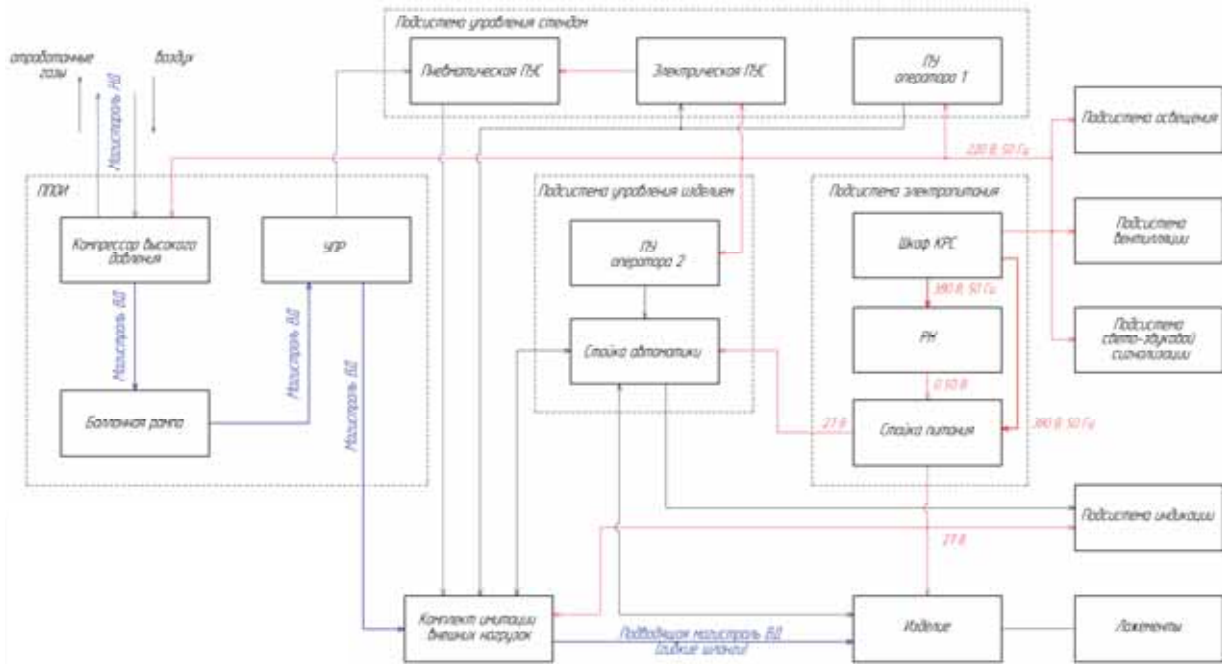 Подсистема управления стендом
отработанные
газы
воздух
Магистораль НД
Пневматическая ПУС
Электрическая ПУС
ПУ
оператора 1
Подсистема освещения
220 В, 50 Гц
ППОИ
Компрессор высокого
давления
УПР
Магистраль ВД
Магистраль ВД
Магистраль ВД
Баллонная рампа
Подсистема управления изделием
ПУ
оператора 2
Стойка автоматики
Подсистема электропитания
Шкаф КРС
380 В, 50 Гц
РН
0..50 В
Стойка питания
27 В
380 В, 50 Гц
Подсистема
вентиляции
Подсистема
свето-звуковой
сигнализации
Подсистема индикации
27 В
Комплект имитации
внешних нагрузок
Подводящая магистраль ВД
(гибкие шланги)
Изделие
Ложементы